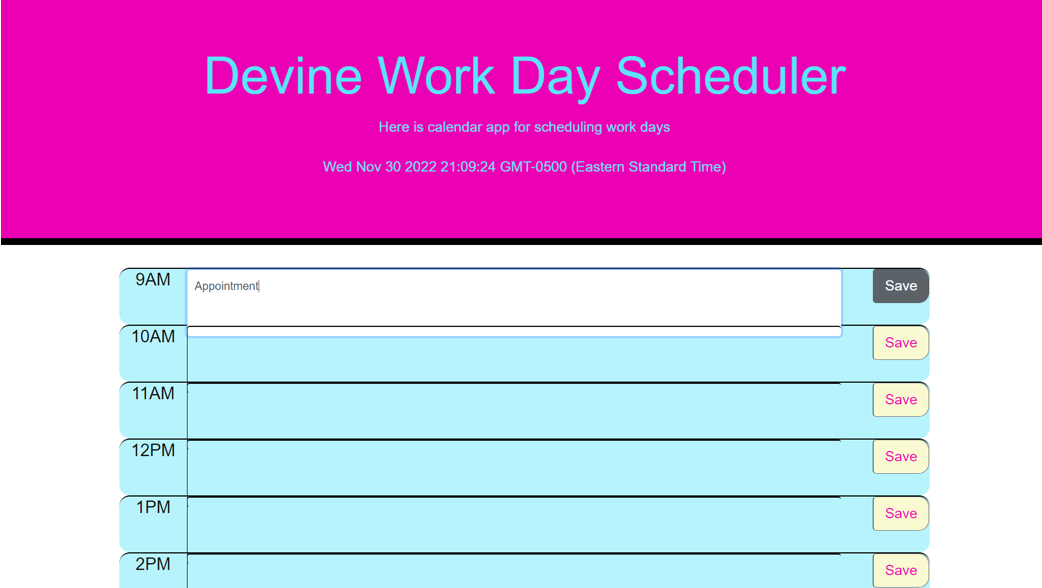 Devine Work Day Scheduler
Here is calendar app for scheduling work days
Wed Nov 30 2022 21:09:24 GMT-0500 (Eastern Standard Time)
9AM Appointment Save
10AM Save
11AM Save
12PM Save
1PM Save
2PM Save